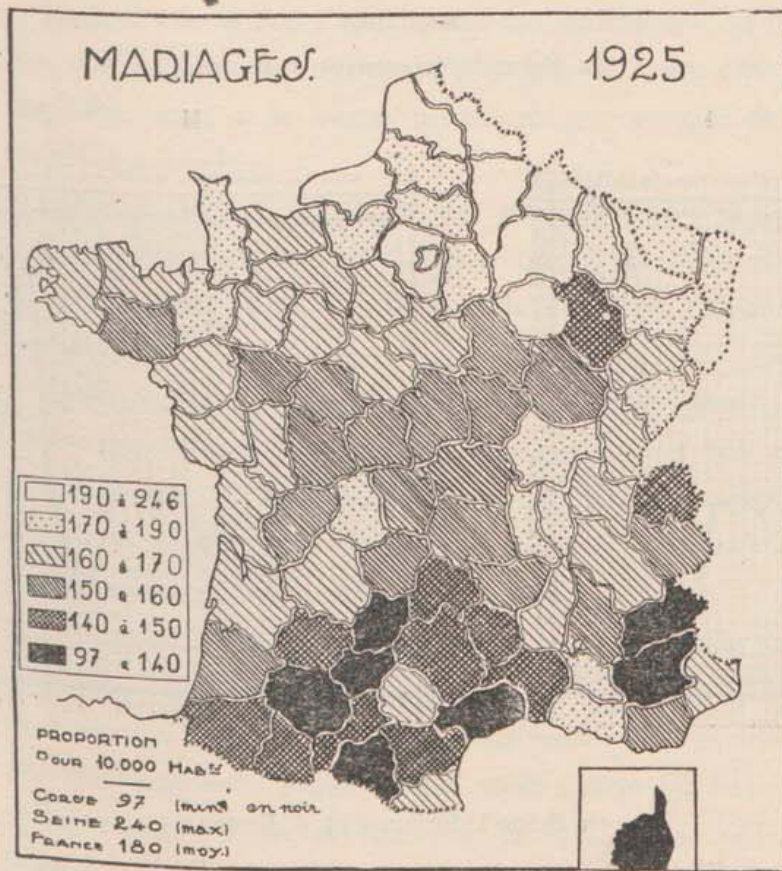 MARIAGES. 1925
190 à 246
170 à 190
160 à 170
150 à 160
140 à 150
97 à 140
PROPORTION
POUR 10.000 HABts
CORSE 97 (min) en noir
SEINE 240 (max)
FRANCE 180 (moy.)